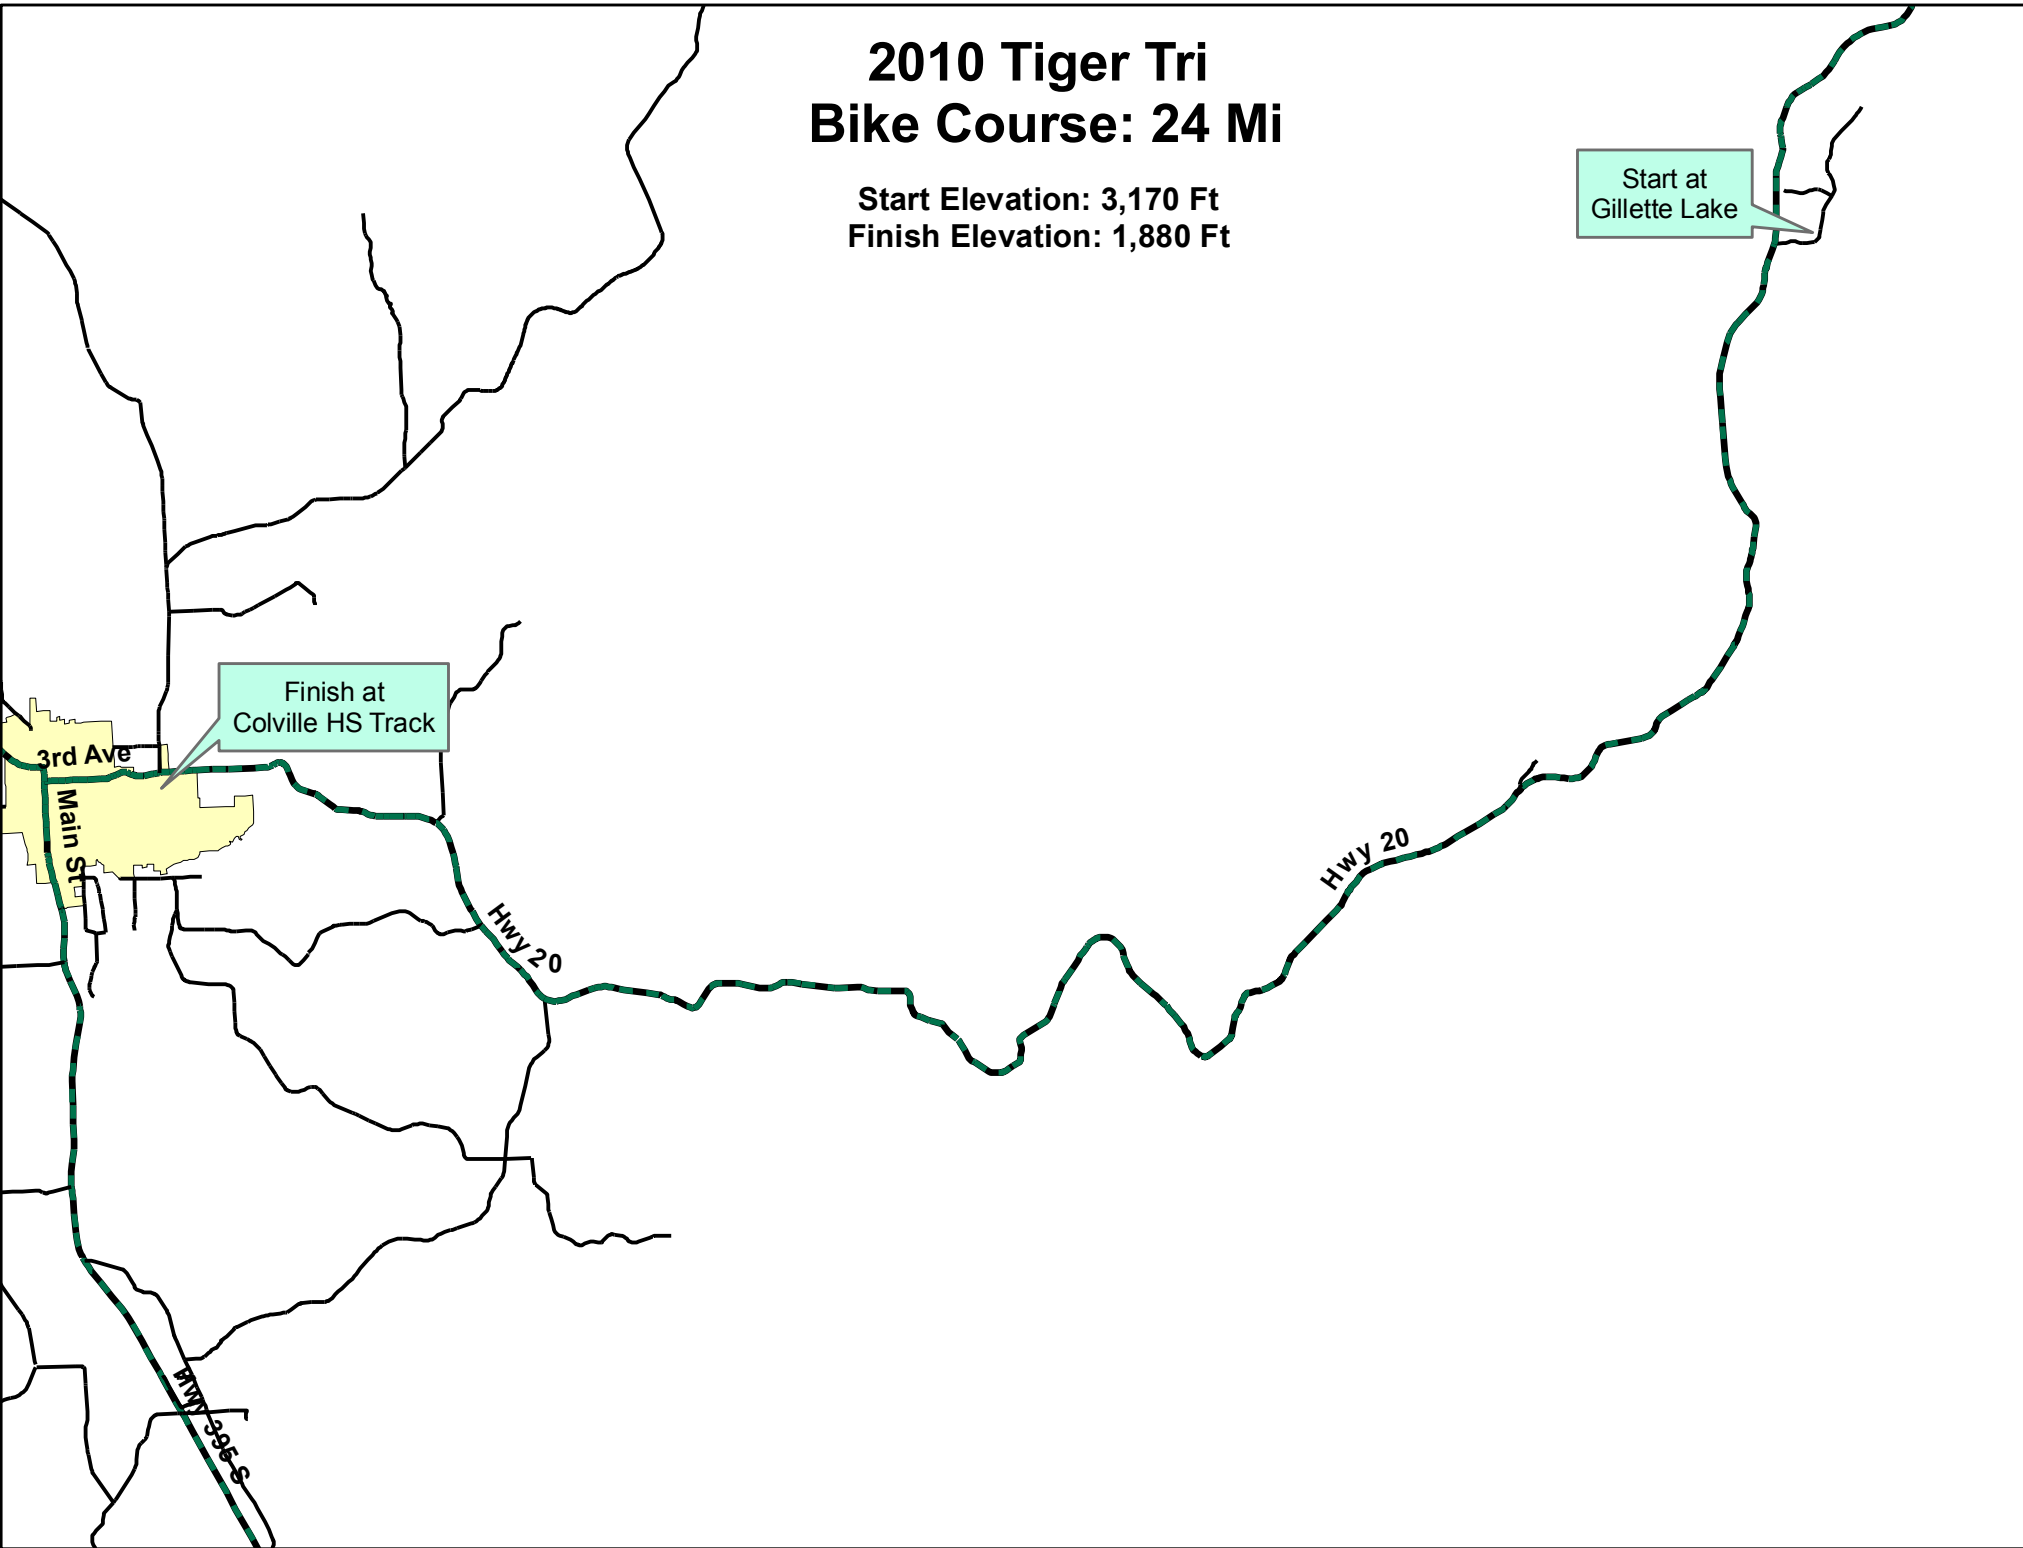 2010 Tiger Tri
Bike Course: 24 Mi
Start Elevation: 3,170 Ft
Finish Elevation: 1,880 Ft
Start at
Gillette Lake
Finish at
Colville HS Track
3rd Ave
Main St
Hwy 20
Hwy 20
Hwy 395 S